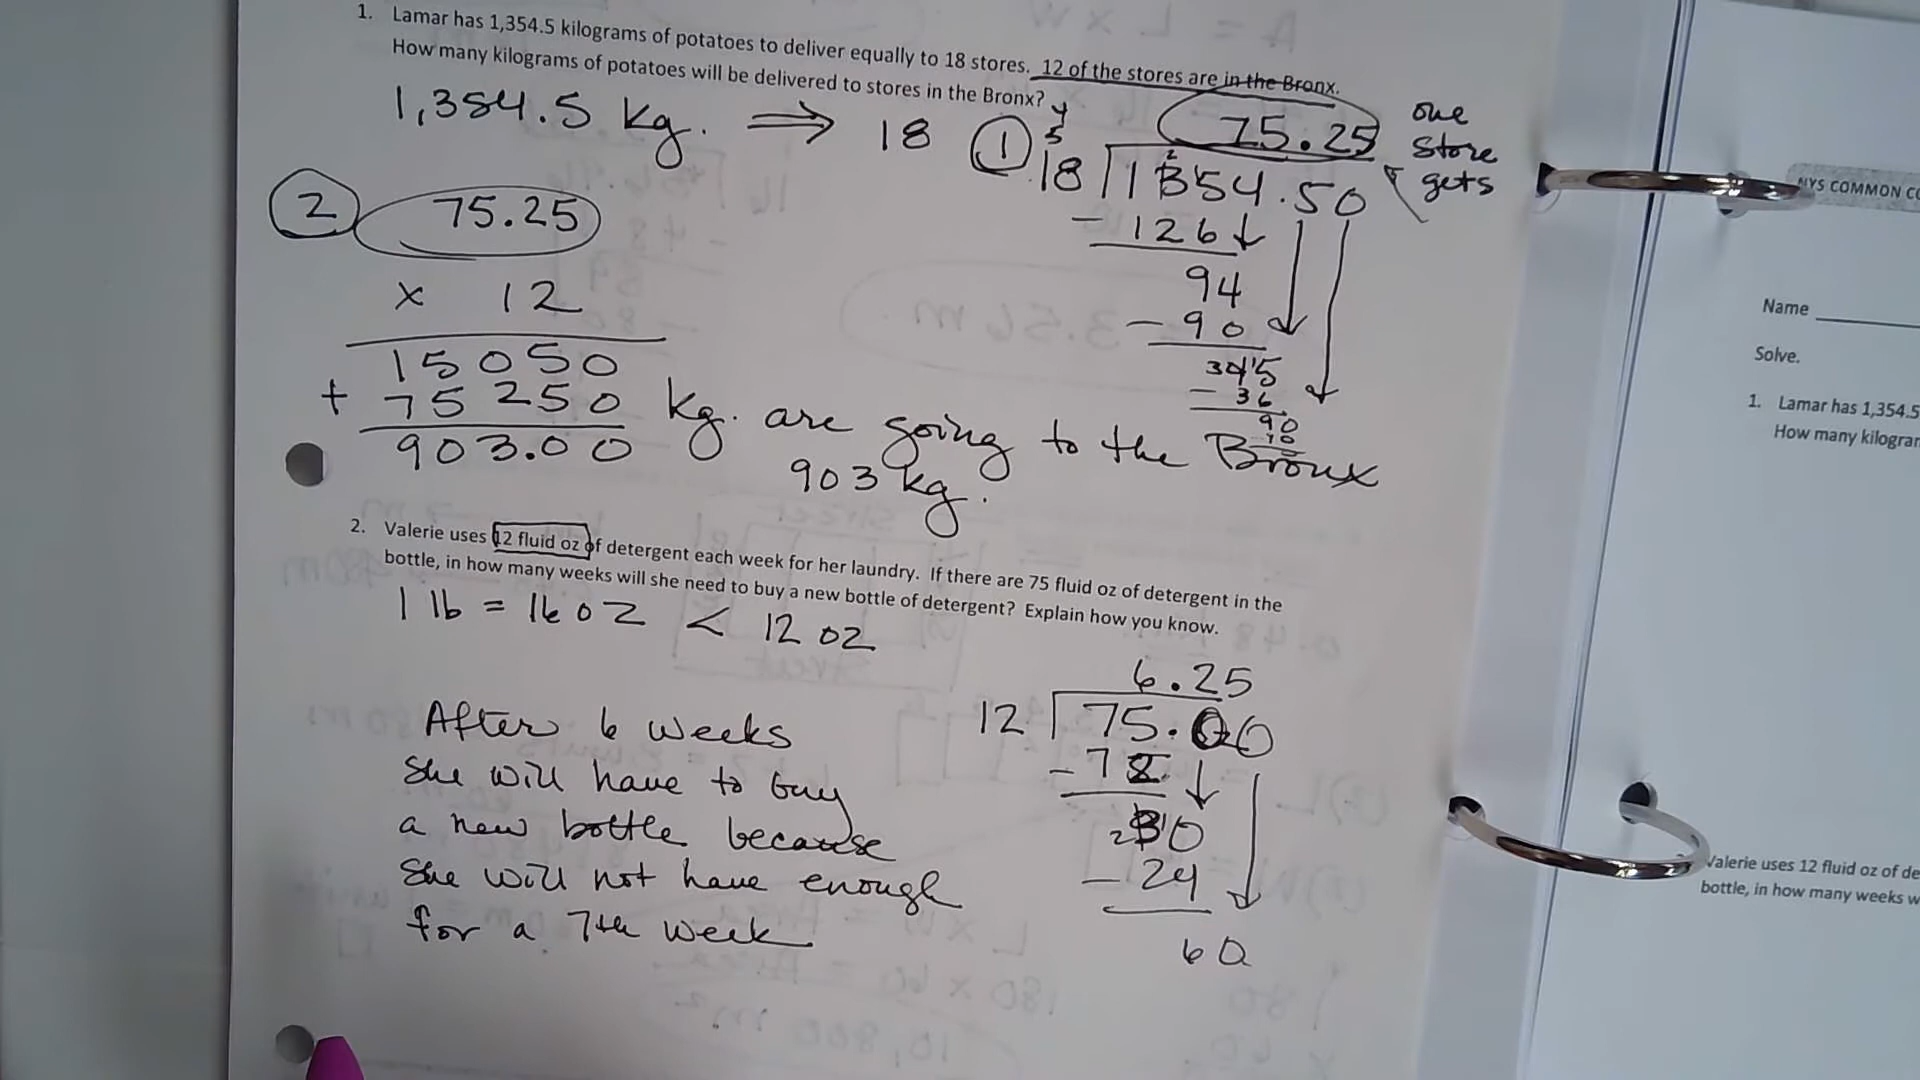 1. Lamar has 1,354.5 kilograms of potatoes to deliver equally to 18 stores. 12 of the stores are in the Bronx.
How many kilograms of potatoes will be delivered to stores in the Bronx?
1,354.5 kg. ⇒ 18
1
4
5
75.25
18 1354.50
one
store
gets
- 126
94
- 90
345
- 36
90
2
75.25
x 12
15050
+ 75250
903.00 kg. are going to the Bronx
903 kg.
2. Valerie uses 12 fluid oz of detergent each week for her laundry. If there are 75 fluid oz of detergent in the
bottle, in how many weeks will she need to buy a new bottle of detergent? Explain how you know.
1 lb = 16 oz < 12 oz
6.25
12 75.00
- 72
30
- 24
60
After 6 weeks
she will have to buy
a new bottle because
she will not have enough
for a 7th week
NYS COMMON
Name
Solve.
1. Lamar has 1,354.5
How many
Valerie uses 12 fluid oz of
bottle, in how many weeks